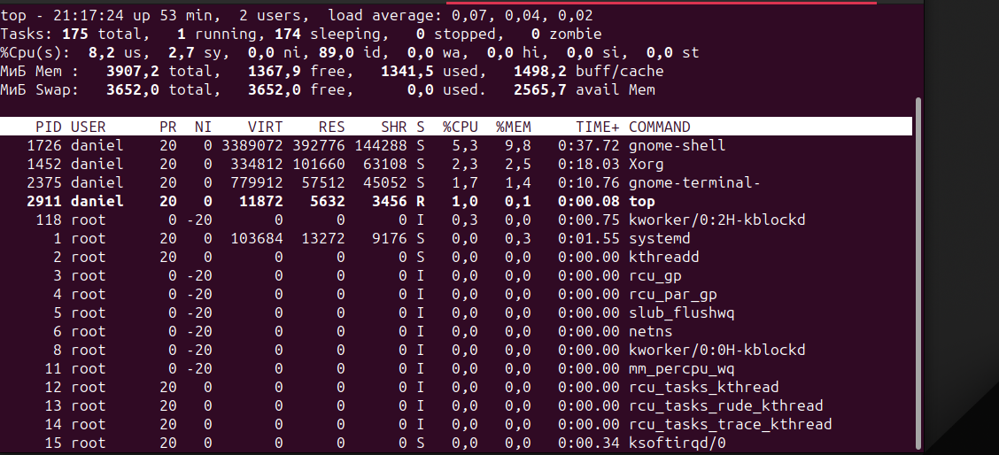 top - 21:17:24 up 53 min,  2 users,  load average: 0,07, 0,04, 0,02
Tasks: 175 total,   1 running, 174 sleeping,   0 stopped,   0 zombie
%Cpu(s):  8,2 us,  2,7 sy,  0,0 ni, 89,0 id,  0,0 wa,  0,0 hi,  0,0 si,  0,0 st
МиБ Mem :   3907,2 total,   1367,9 free,   1341,5 used,   1498,2 buff/cache
МиБ Swap:   3652,0 total,   3652,0 free,      0,0 used.   2565,7 avail Mem
PID USER      PR  NI    VIRT    RES    SHR S  %CPU  %MEM     TIME+ COMMAND
1726 daniel    20   0 3389072 392776 144288 S   5,3   9,8   0:37.72 gnome-shell
1452 daniel    20   0  334812 101660  63108 S   2,3   2,5   0:18.03 Xorg
2375 daniel    20   0  779912  57512  45052 S   1,7   1,4   0:10.76 gnome-terminal-
2911 daniel    20   0   11872   5632   3456 R   1,0   0,1   0:00.08 top
118 root       0 -20       0      0      0 I   0,3   0,0   0:00.75 kworker/0:2H-kblockd
1 root      20   0  103684  13272   9176 S   0,0   0,3   0:01.55 systemd
2 root      20   0       0      0      0 S   0,0   0,0   0:00.00 kthreadd
3 root       0 -20       0      0      0 I   0,0   0,0   0:00.00 rcu_gp
4 root       0 -20       0      0      0 I   0,0   0,0   0:00.00 rcu_par_gp
5 root       0 -20       0      0      0 I   0,0   0,0   0:00.00 slub_flushwq
6 root       0 -20       0      0      0 I   0,0   0,0   0:00.00 netns
8 root       0 -20       0      0      0 I   0,0   0,0   0:00.00 kworker/0:0H-kblockd
11 root       0 -20       0      0      0 I   0,0   0,0   0:00.00 mm_percpu_wq
12 root      20   0       0      0      0 I   0,0   0,0   0:00.00 rcu_tasks_kthread
13 root      20   0       0      0      0 I   0,0   0,0   0:00.00 rcu_tasks_rude_kthread
14 root      20   0       0      0      0 I   0,0   0,0   0:00.00 rcu_tasks_trace_kthread
15 root      20   0       0      0      0 S   0,0   0,0   0:00.34 ksoftirqd/0